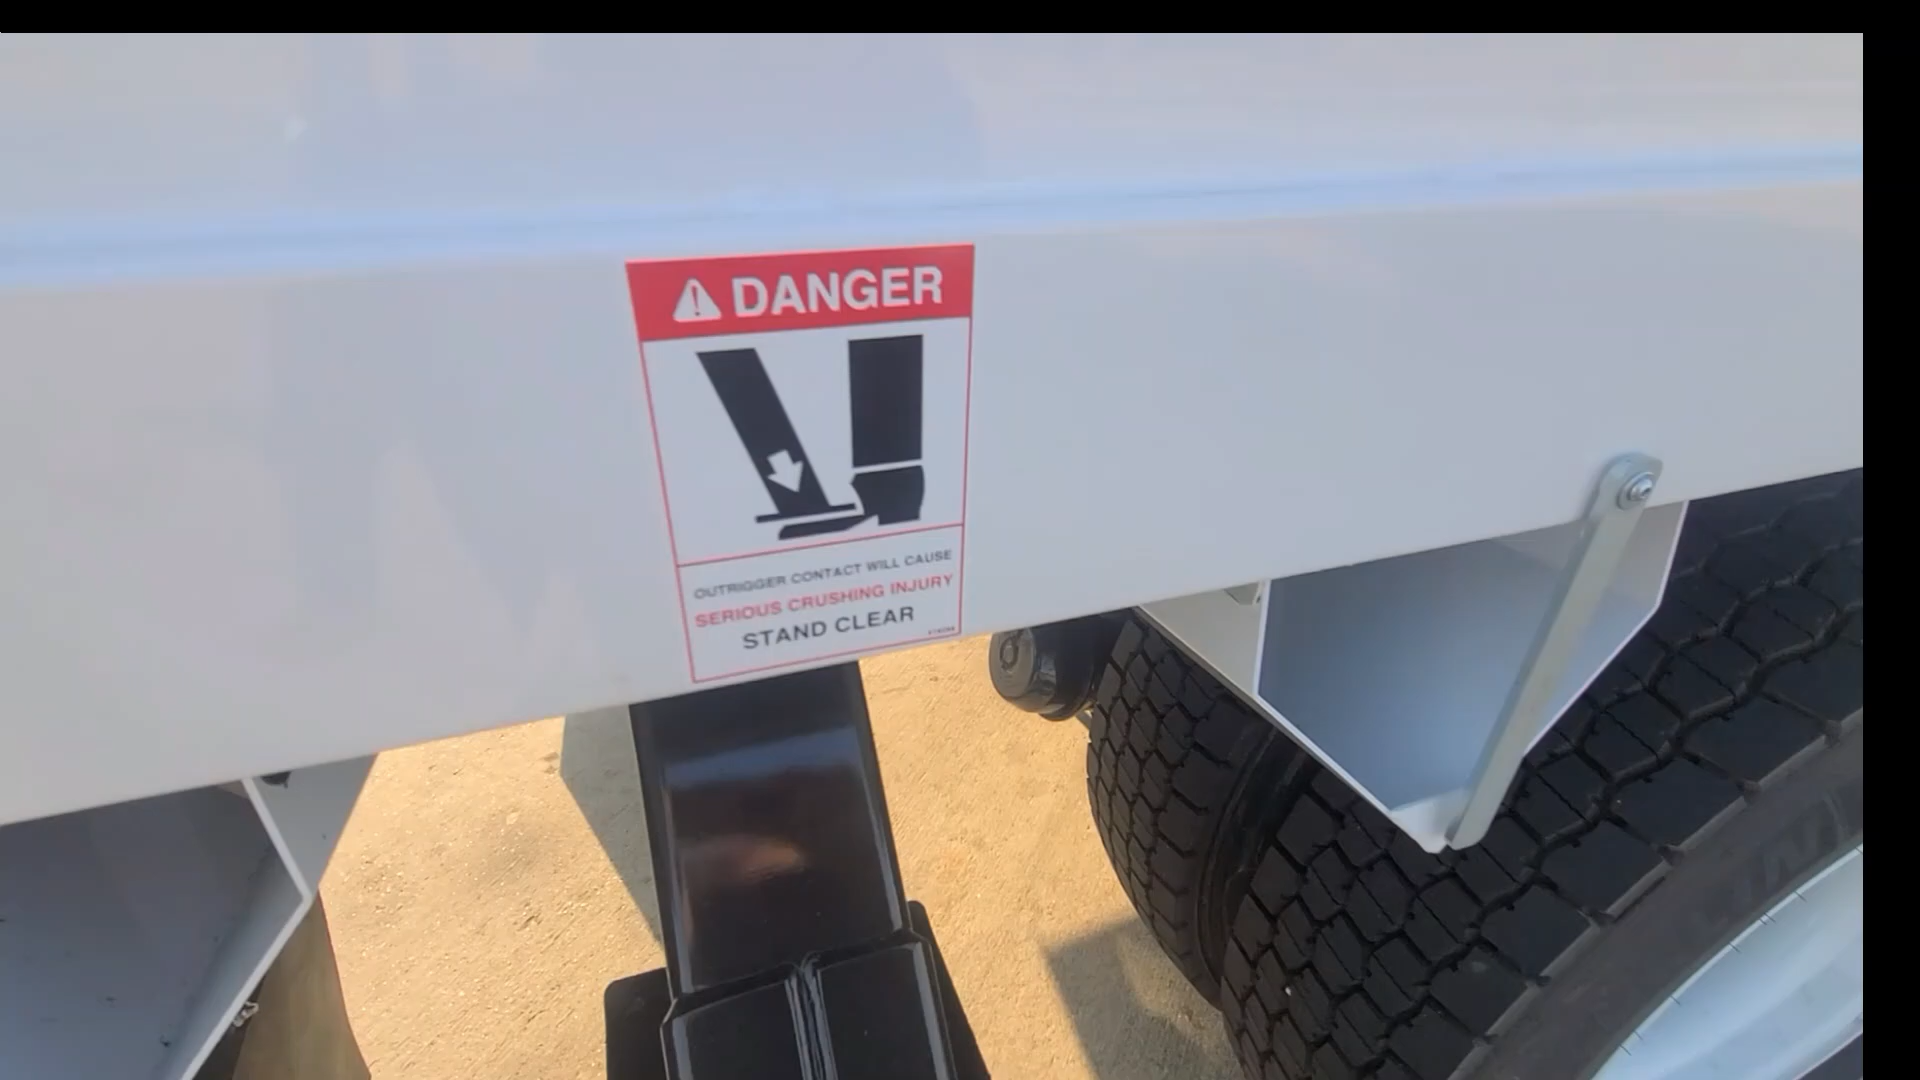 DANGER
OUTRIGGER CONTACT WILL CAUSE
SERIOUS CRUSHING INJURY
STAND CLEAR